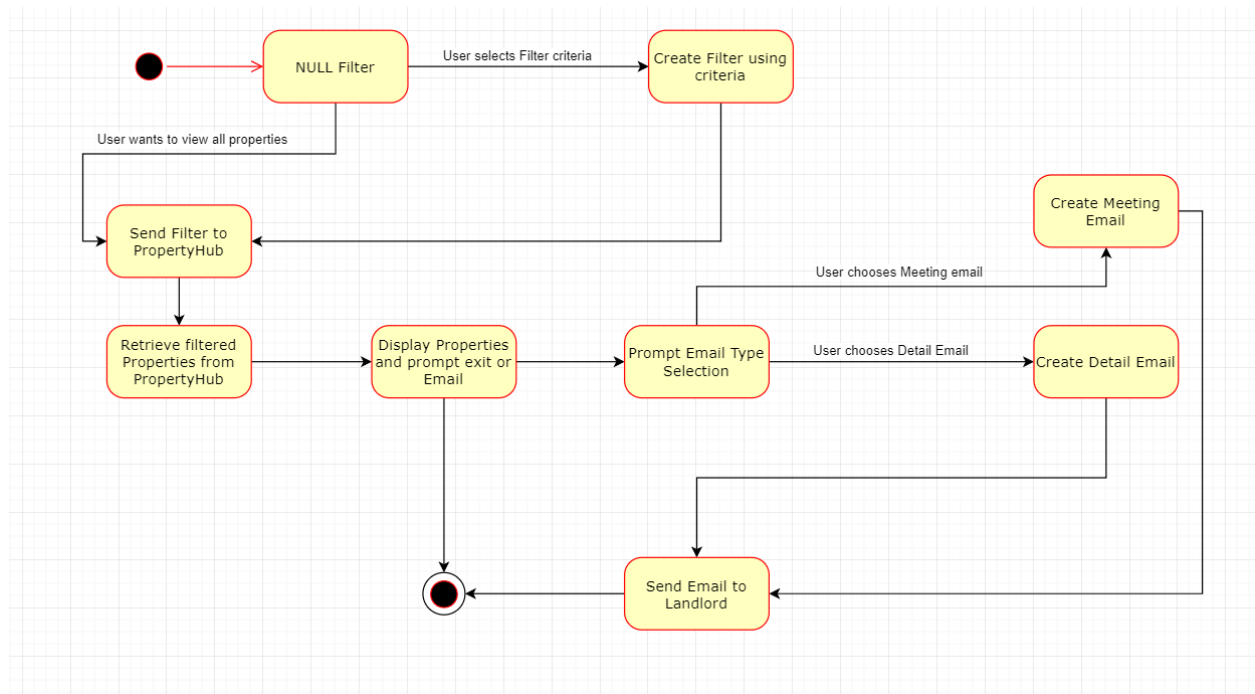 NULL Filter
User selects Filter criteria
Create Filter using
criteria
User wants to view all properties
Send Filter to
PropertyHub
Create Meeting
Email
User chooses Meeting email
Retrieve filtered
Properties from
PropertyHub
Display Properties
and prompt exit or
Email
Prompt Email Type
Selection
User chooses Detail Email
Create Detail Email
Send Email to
Landlord